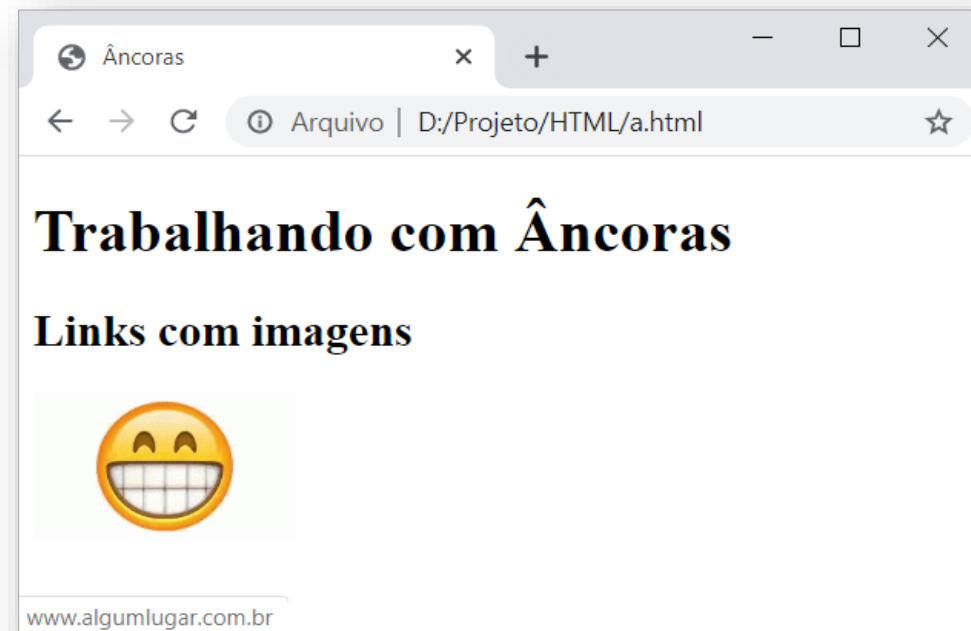 Âncoras
Arquivo | D:/Projeto/HTML/a.html
Trabalhando com Âncoras
Links com imagens
www.algumlugar.com.br